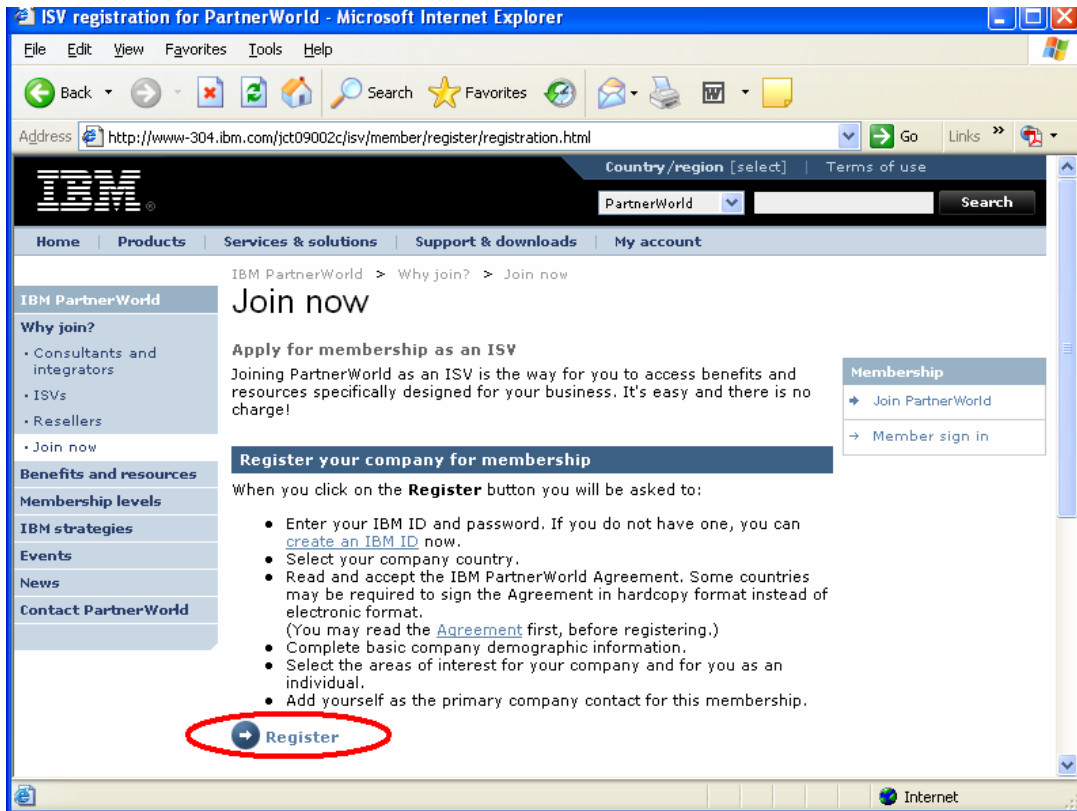 ISV registration for PartnerWorld - Microsoft Internet Explorer
File Edit View Favorites Tools Help
Back Search Favorites
Address http://www-304.ibm.com/jct09002c/isv/member/register/registration.html Go Links »
Country/region [select] | Terms of use
IBM ®
PartnerWorld Search
Home | Products | Services & solutions | Support & downloads | My account
IBM PartnerWorld > Why join? > Join now
Join now
IBM PartnerWorld
Why join?
· Consultants and
integrators
· ISVs
· Resellers
· Join now
Benefits and resources
Membership levels
IBM strategies
Events
News
Contact PartnerWorld
Apply for membership as an ISV
Joining PartnerWorld as an ISV is the way for you to access benefits and
resources specifically designed for your business. It's easy and there is no
charge!
Register your company for membership
When you click on the Register button you will be asked to:
● Enter your IBM ID and password. If you do not have one, you can
create an IBM ID now.
● Select your company country.
● Read and accept the IBM PartnerWorld Agreement. Some countries
may be required to sign the Agreement in hardcopy format instead of
electronic format.
(You may read the Agreement first, before registering.)
● Complete basic company demographic information.
● Select the areas of interest for your company and for you as an
individual.
● Add yourself as the primary company contact for this membership.
Register
Membership
Join PartnerWorld
Member sign in
Internet